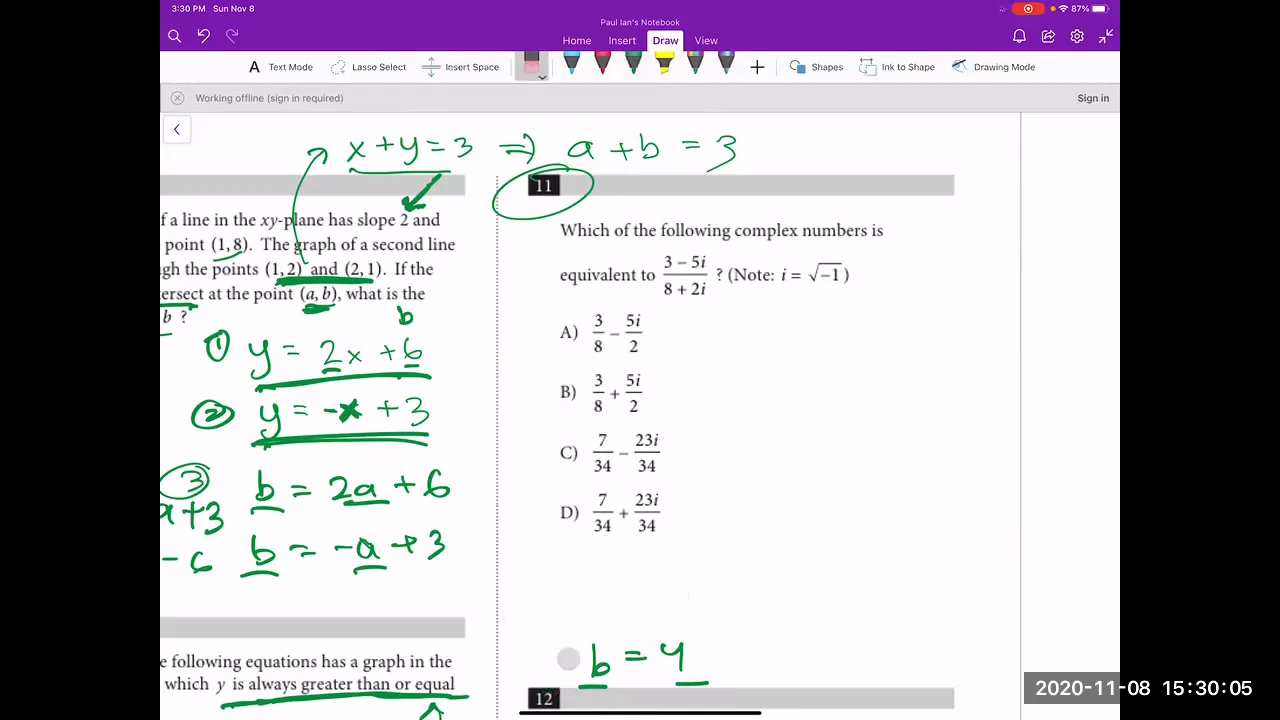 3:30 PM Sun Nov 8
87%
Paul Ian's Notebook
Home Insert Draw View
Text Mode Lasso Select Insert Space Shapes Ink to Shape Drawing Mode
Working offline (sign in required) Sign in
x + y = 3 ⇒ a + b = 3
f a line in the xy-plane has slope 2 and
point (1, 8). The graph of a second line
gh the points (1, 2) and (2, 1). If the
ersect at the point (a, b), what is the
b ?
b
① y = 2x + 6
② y = -x + 3
3 b = 2a + 6
a+3
- 6 b = -a + 3
e following equations has a graph in the
which y is always greater than or equal
11
Which of the following complex numbers is
equivalent to (3 − 5i)/(8 + 2i) ? (Note: i = √−1)
A) 3/8 − 5i/2
B) 3/8 + 5i/2
C) 7/34 − 23i/34
D) 7/34 + 23i/34
b = 4
12
2020-11-08 15:30:05